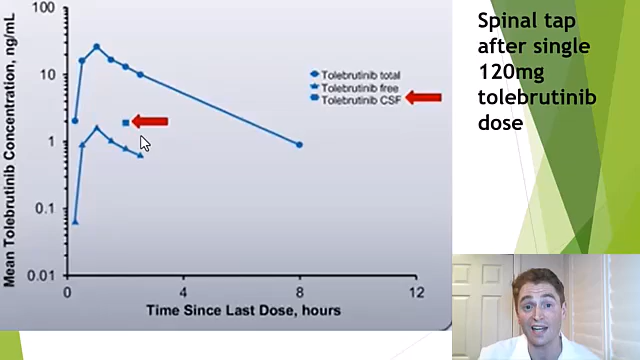 Spinal tap
after single
120mg
tolebrutinib
dose
Mean Tolebrutinib Concentration, ng/mL
100
10
1
0.1
0.01
Tolebrutinib total
Tolebrutinib free
Tolebrutinib CSF
0
4
8
12
Time Since Last Dose, hours